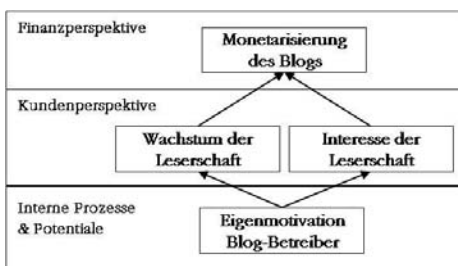 Finanzperspektive
Monetarisierung
des Blogs
Kundenperspektive
Wachstum der
Leserschaft
Interesse der
Leserschaft
Interne Prozesse
& Potentiale
Eigenmotivation
Blog-Betreiber